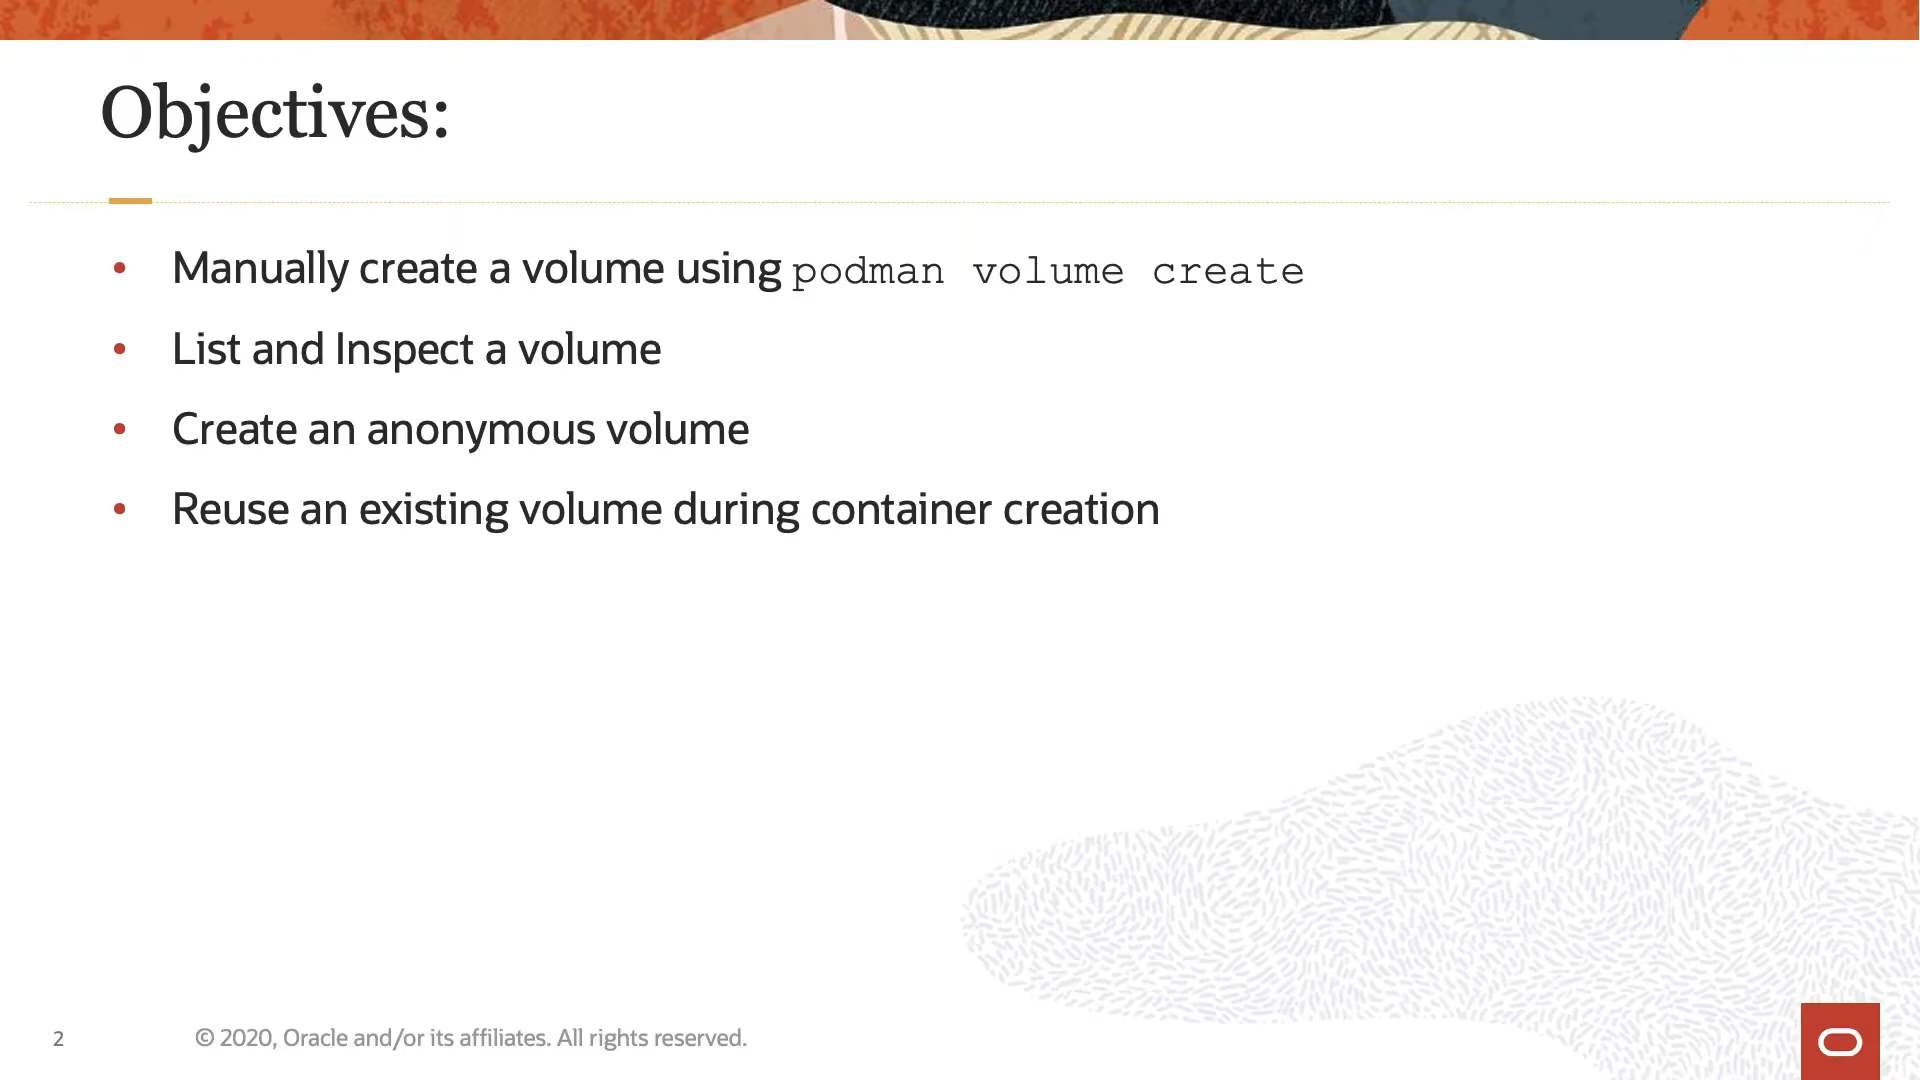 Objectives:
• Manually create a volume using podman volume create
• List and Inspect a volume
• Create an anonymous volume
• Reuse an existing volume during container creation
2 © 2020, Oracle and/or its affiliates. All rights reserved.